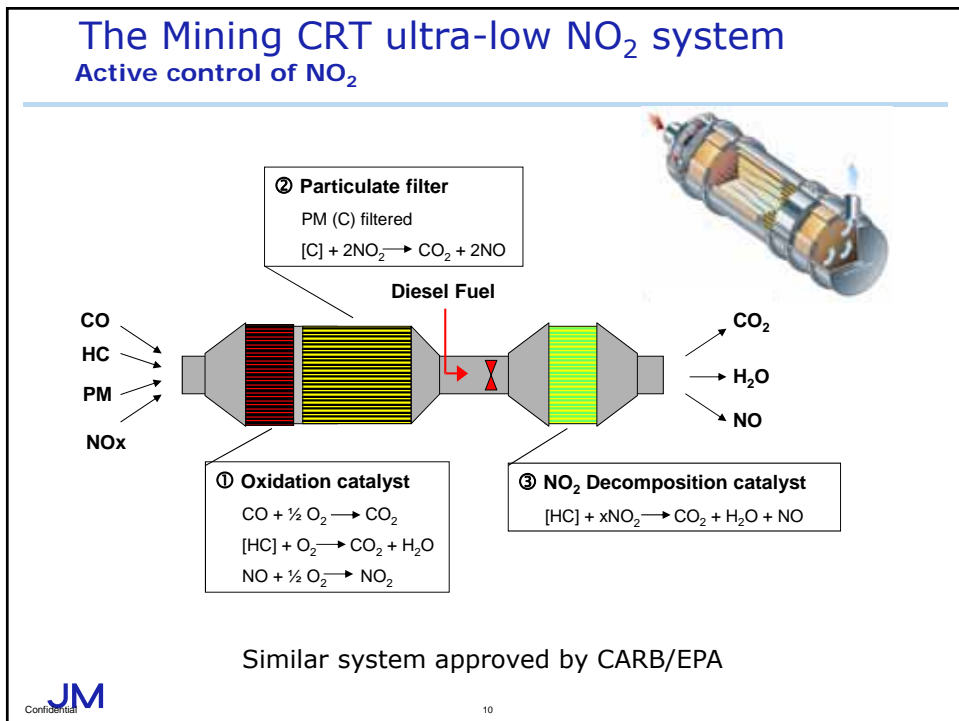 The Mining CRT ultra-low NO₂ system
Active control of NO₂
② Particulate filter
PM (C) filtered
[C] + 2NO₂ → CO₂ + 2NO
Diesel Fuel
CO
HC
PM
NOx
CO₂
H₂O
NO
① Oxidation catalyst
CO + ½ O₂ → CO₂
[HC] + O₂ → CO₂ + H₂O
NO + ½ O₂ → NO₂
③ NO₂ Decomposition catalyst
[HC] + xNO₂ → CO₂ + H₂O + NO
Similar system approved by CARB/EPA
Confidential
JM
10